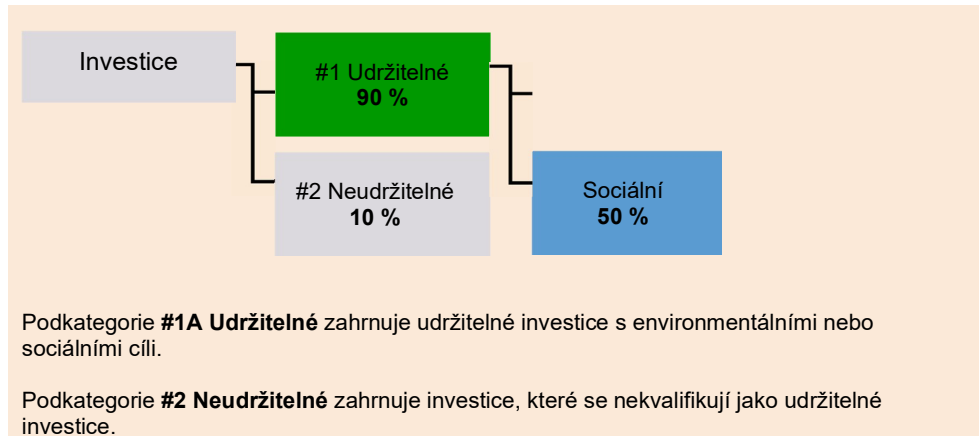 Investice
#1 Udržitelné
90 %
#2 Neudržitelné
10 %
Sociální
50 %
Podkategorie #1A Udržitelné zahrnuje udržitelné investice s environmentálními nebo
sociálními cíli.
Podkategorie #2 Neudržitelné zahrnuje investice, které se nekvalifikují jako udržitelné
investice.